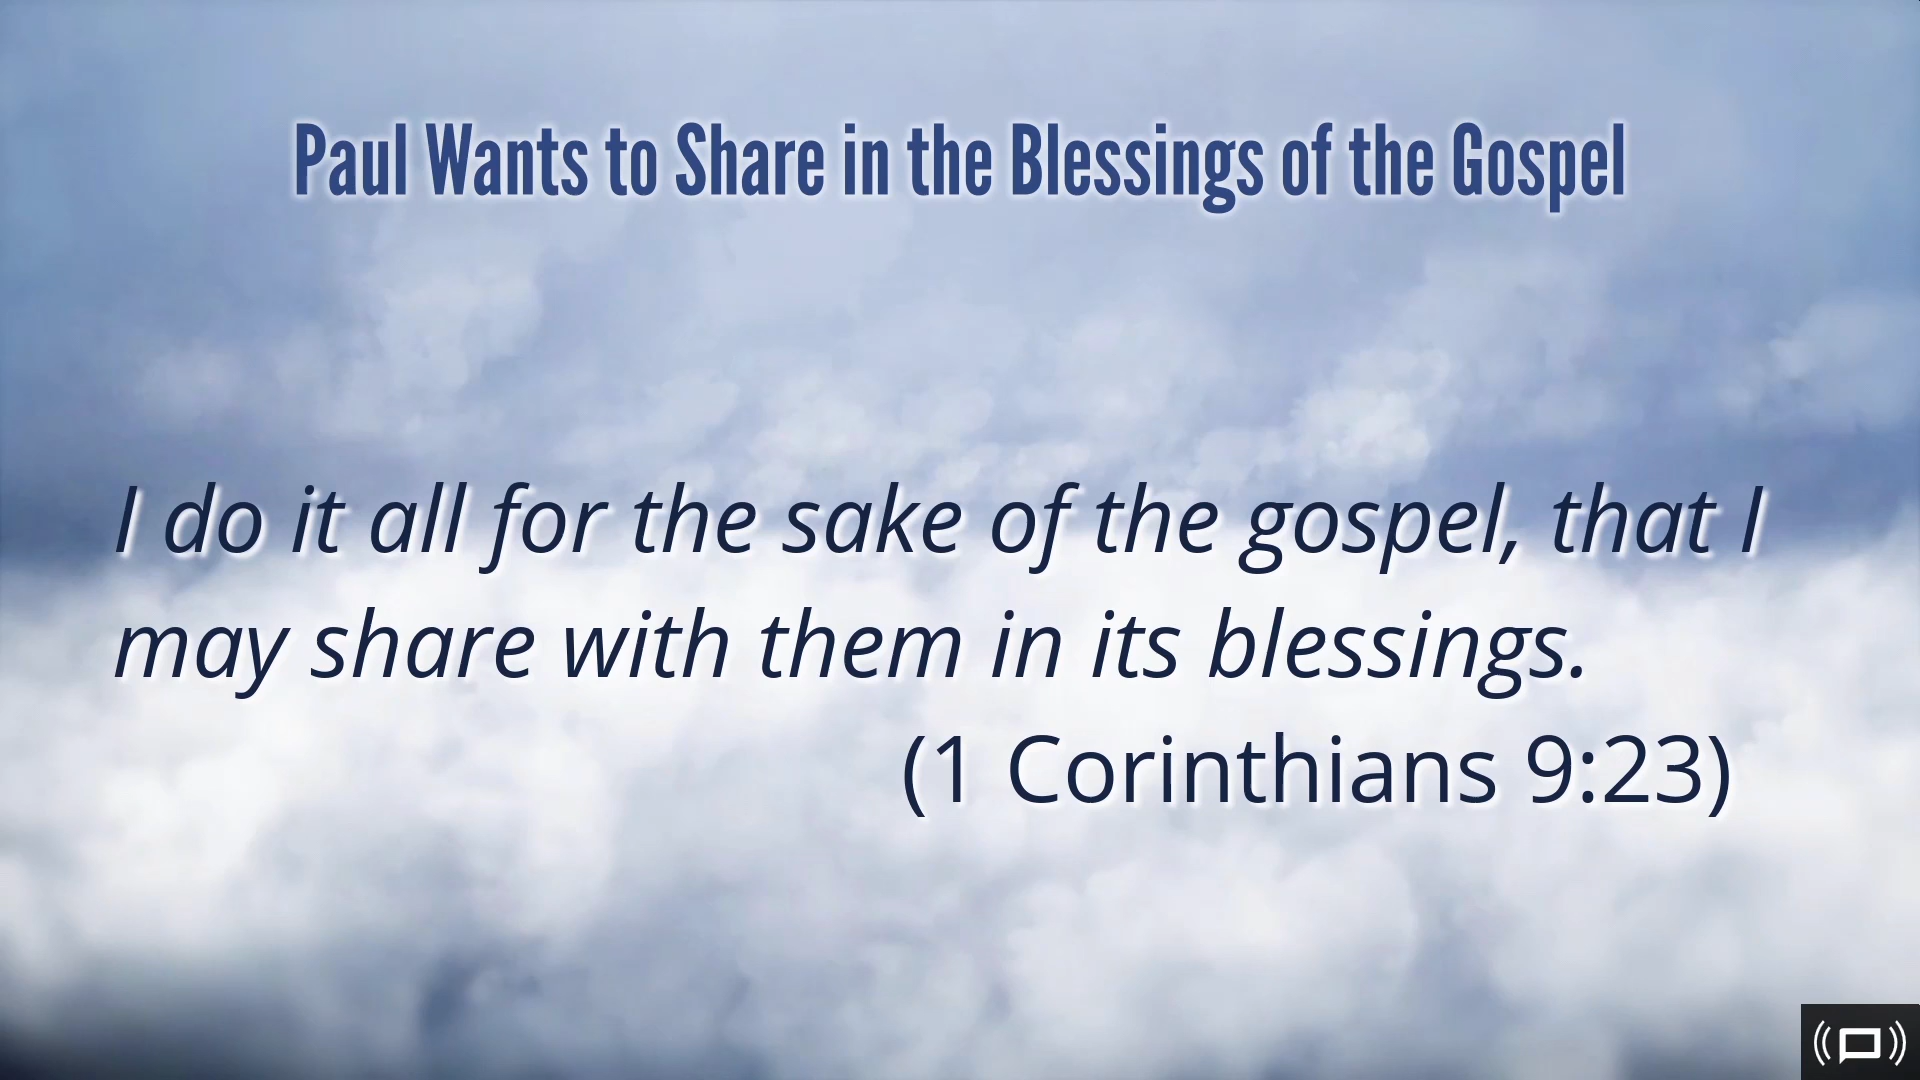 Paul Wants to Share in the Blessings of the Gospel
I do it all for the sake of the gospel, that I
may share with them in its blessings.
(1 Corinthians 9:23)